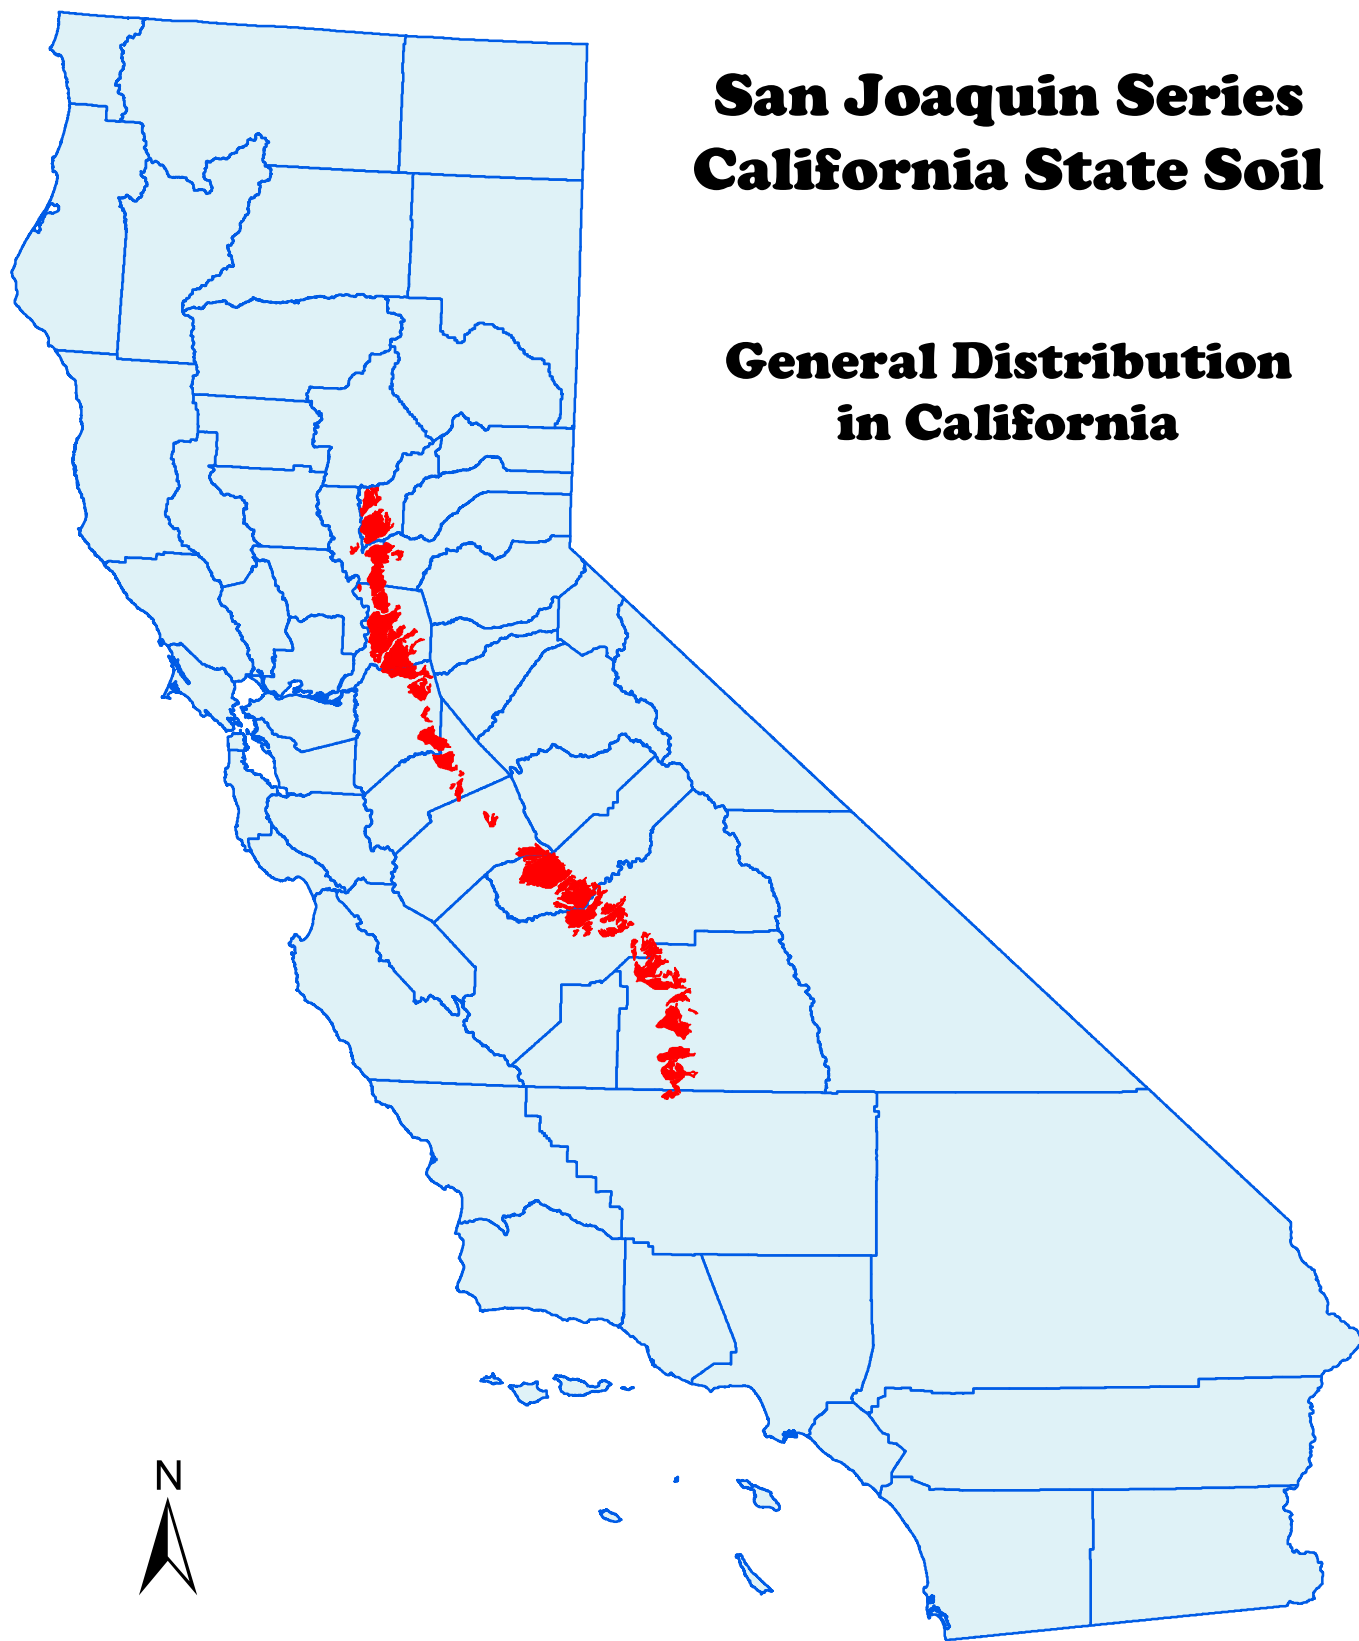 San Joaquin Series
California State Soil
General Distribution
in California
N